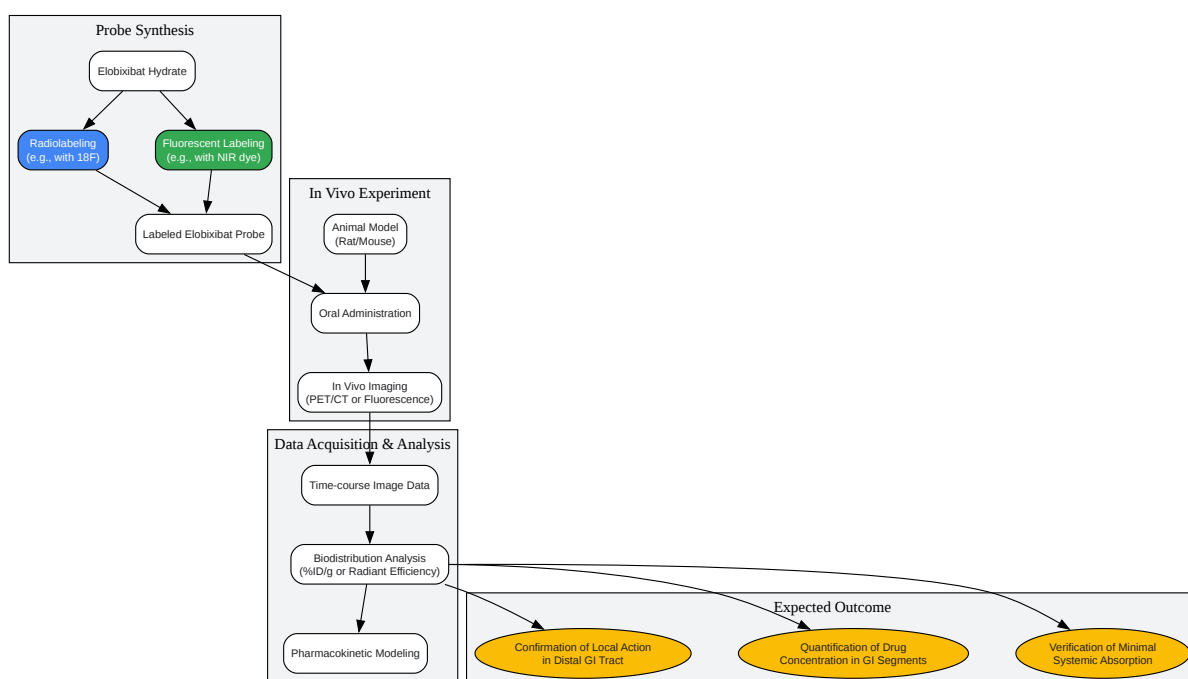 Probe Synthesis
Elobixibat Hydrate
Radiolabeling
(e.g., with 18F)
Fluorescent Labeling
(e.g., with NIR dye)
Labeled Elobixibat Probe
In Vivo Experiment
Animal Model
(Rat/Mouse)
Oral Administration
In Vivo Imaging
(PET/CT or Fluorescence)
Data Acquisition & Analysis
Time-course Image Data
Biodistribution Analysis
(%ID/g or Radiant Efficiency)
Pharmacokinetic Modeling
Expected Outcome
Confirmation of Local Action
in Distal GI Tract
Quantification of Drug
Concentration in GI Segments
Verification of Minimal
Systemic Absorption